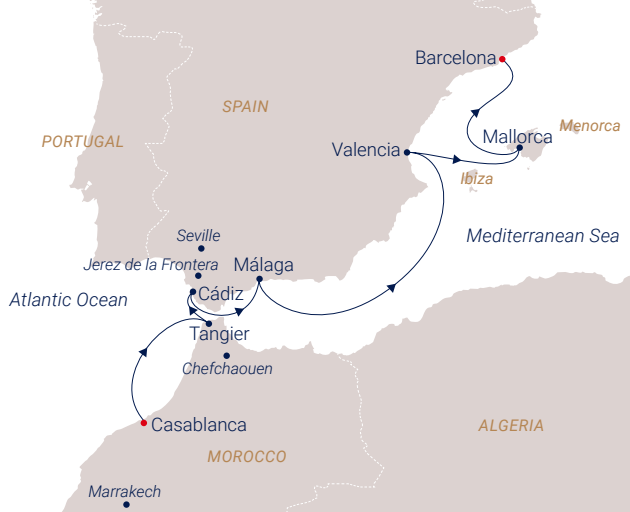 Barcelona
SPAIN
Menorca
Mallorca
PORTUGAL
Valencia
Ibiza
Seville
Mediterranean Sea
Jerez de la Frontera
Málaga
Cádiz
Atlantic Ocean
Tangier
Chefchaouen
Casablanca
ALGERIA
MOROCCO
Marrakech